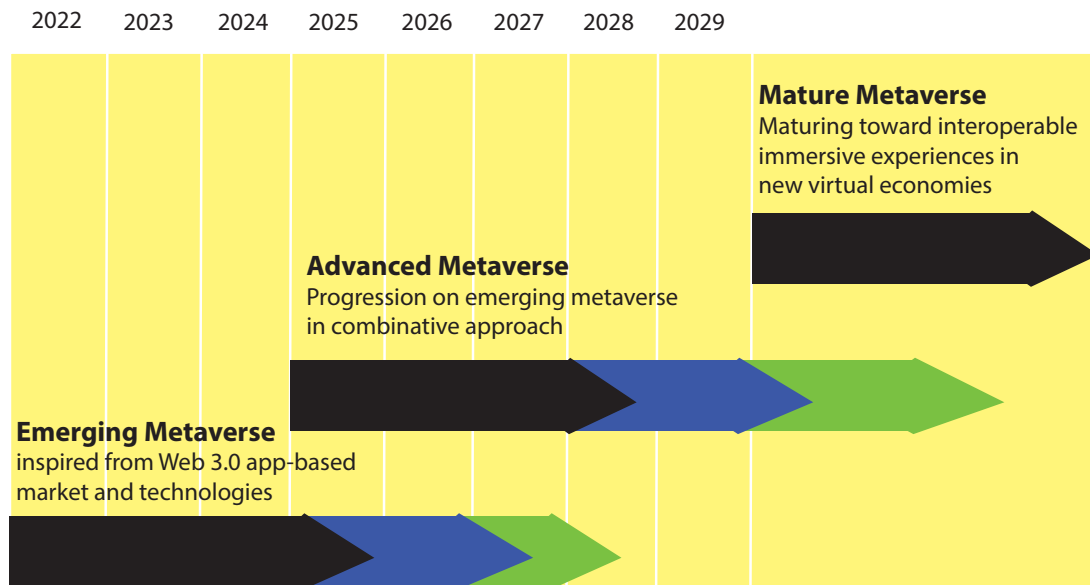 2022 2023 2024 2025 2026 2027 2028 2029
Mature Metaverse
Maturing toward interoperable
immersive experiences in
new virtual economies
Advanced Metaverse
Progression on emerging metaverse
in combinative approach
Emerging Metaverse
inspired from Web 3.0 app-based
market and technologies